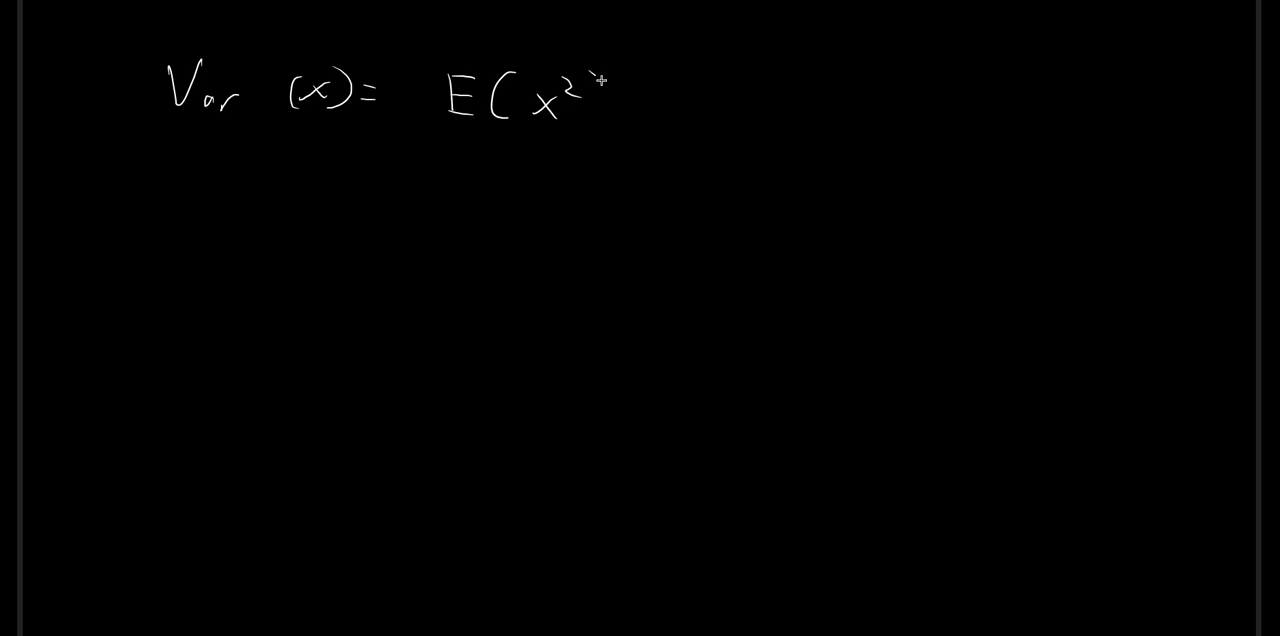 Var (x) = E(x²